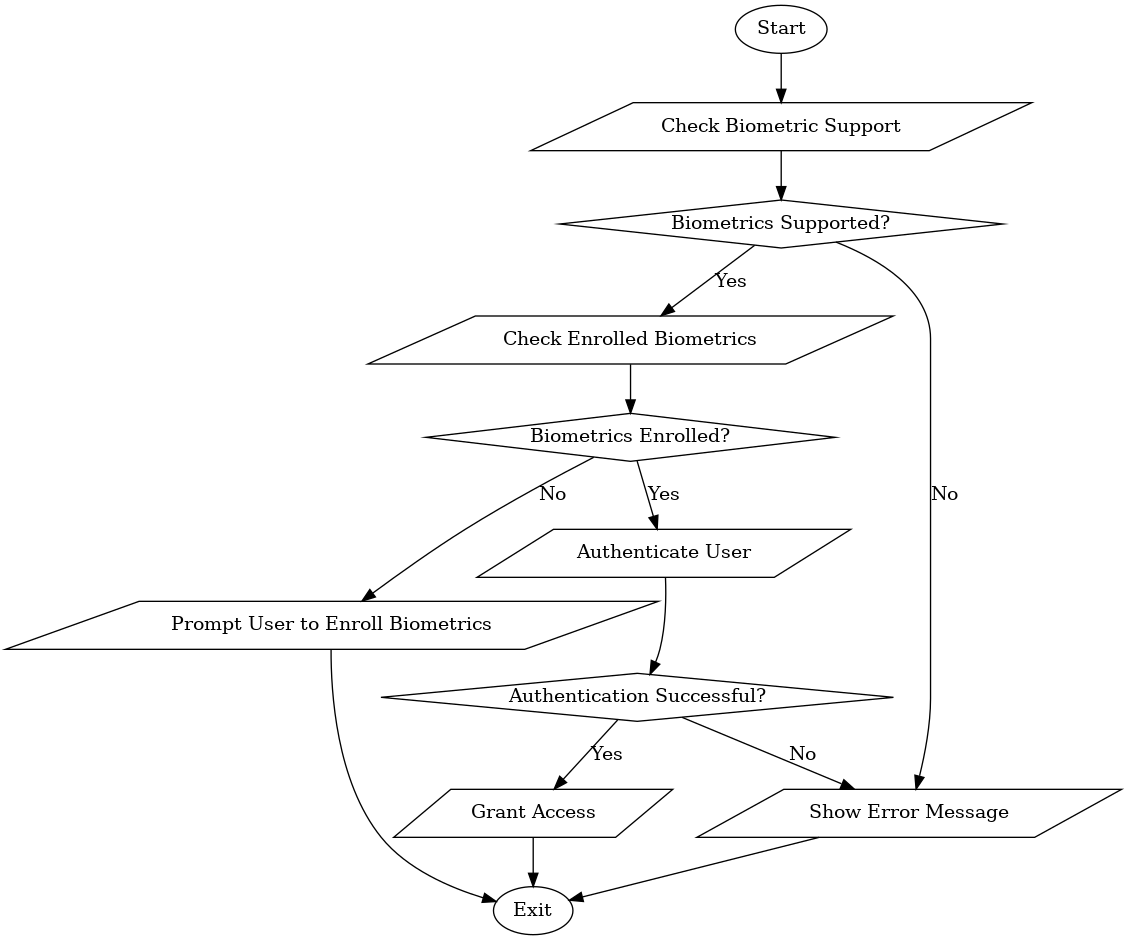 Start
Check Biometric Support
Biometrics Supported?
Yes
Check Enrolled Biometrics
Biometrics Enrolled?
No
Yes
No
Authenticate User
Prompt User to Enroll Biometrics
Authentication Successful?
Yes
No
Grant Access
Show Error Message
Exit